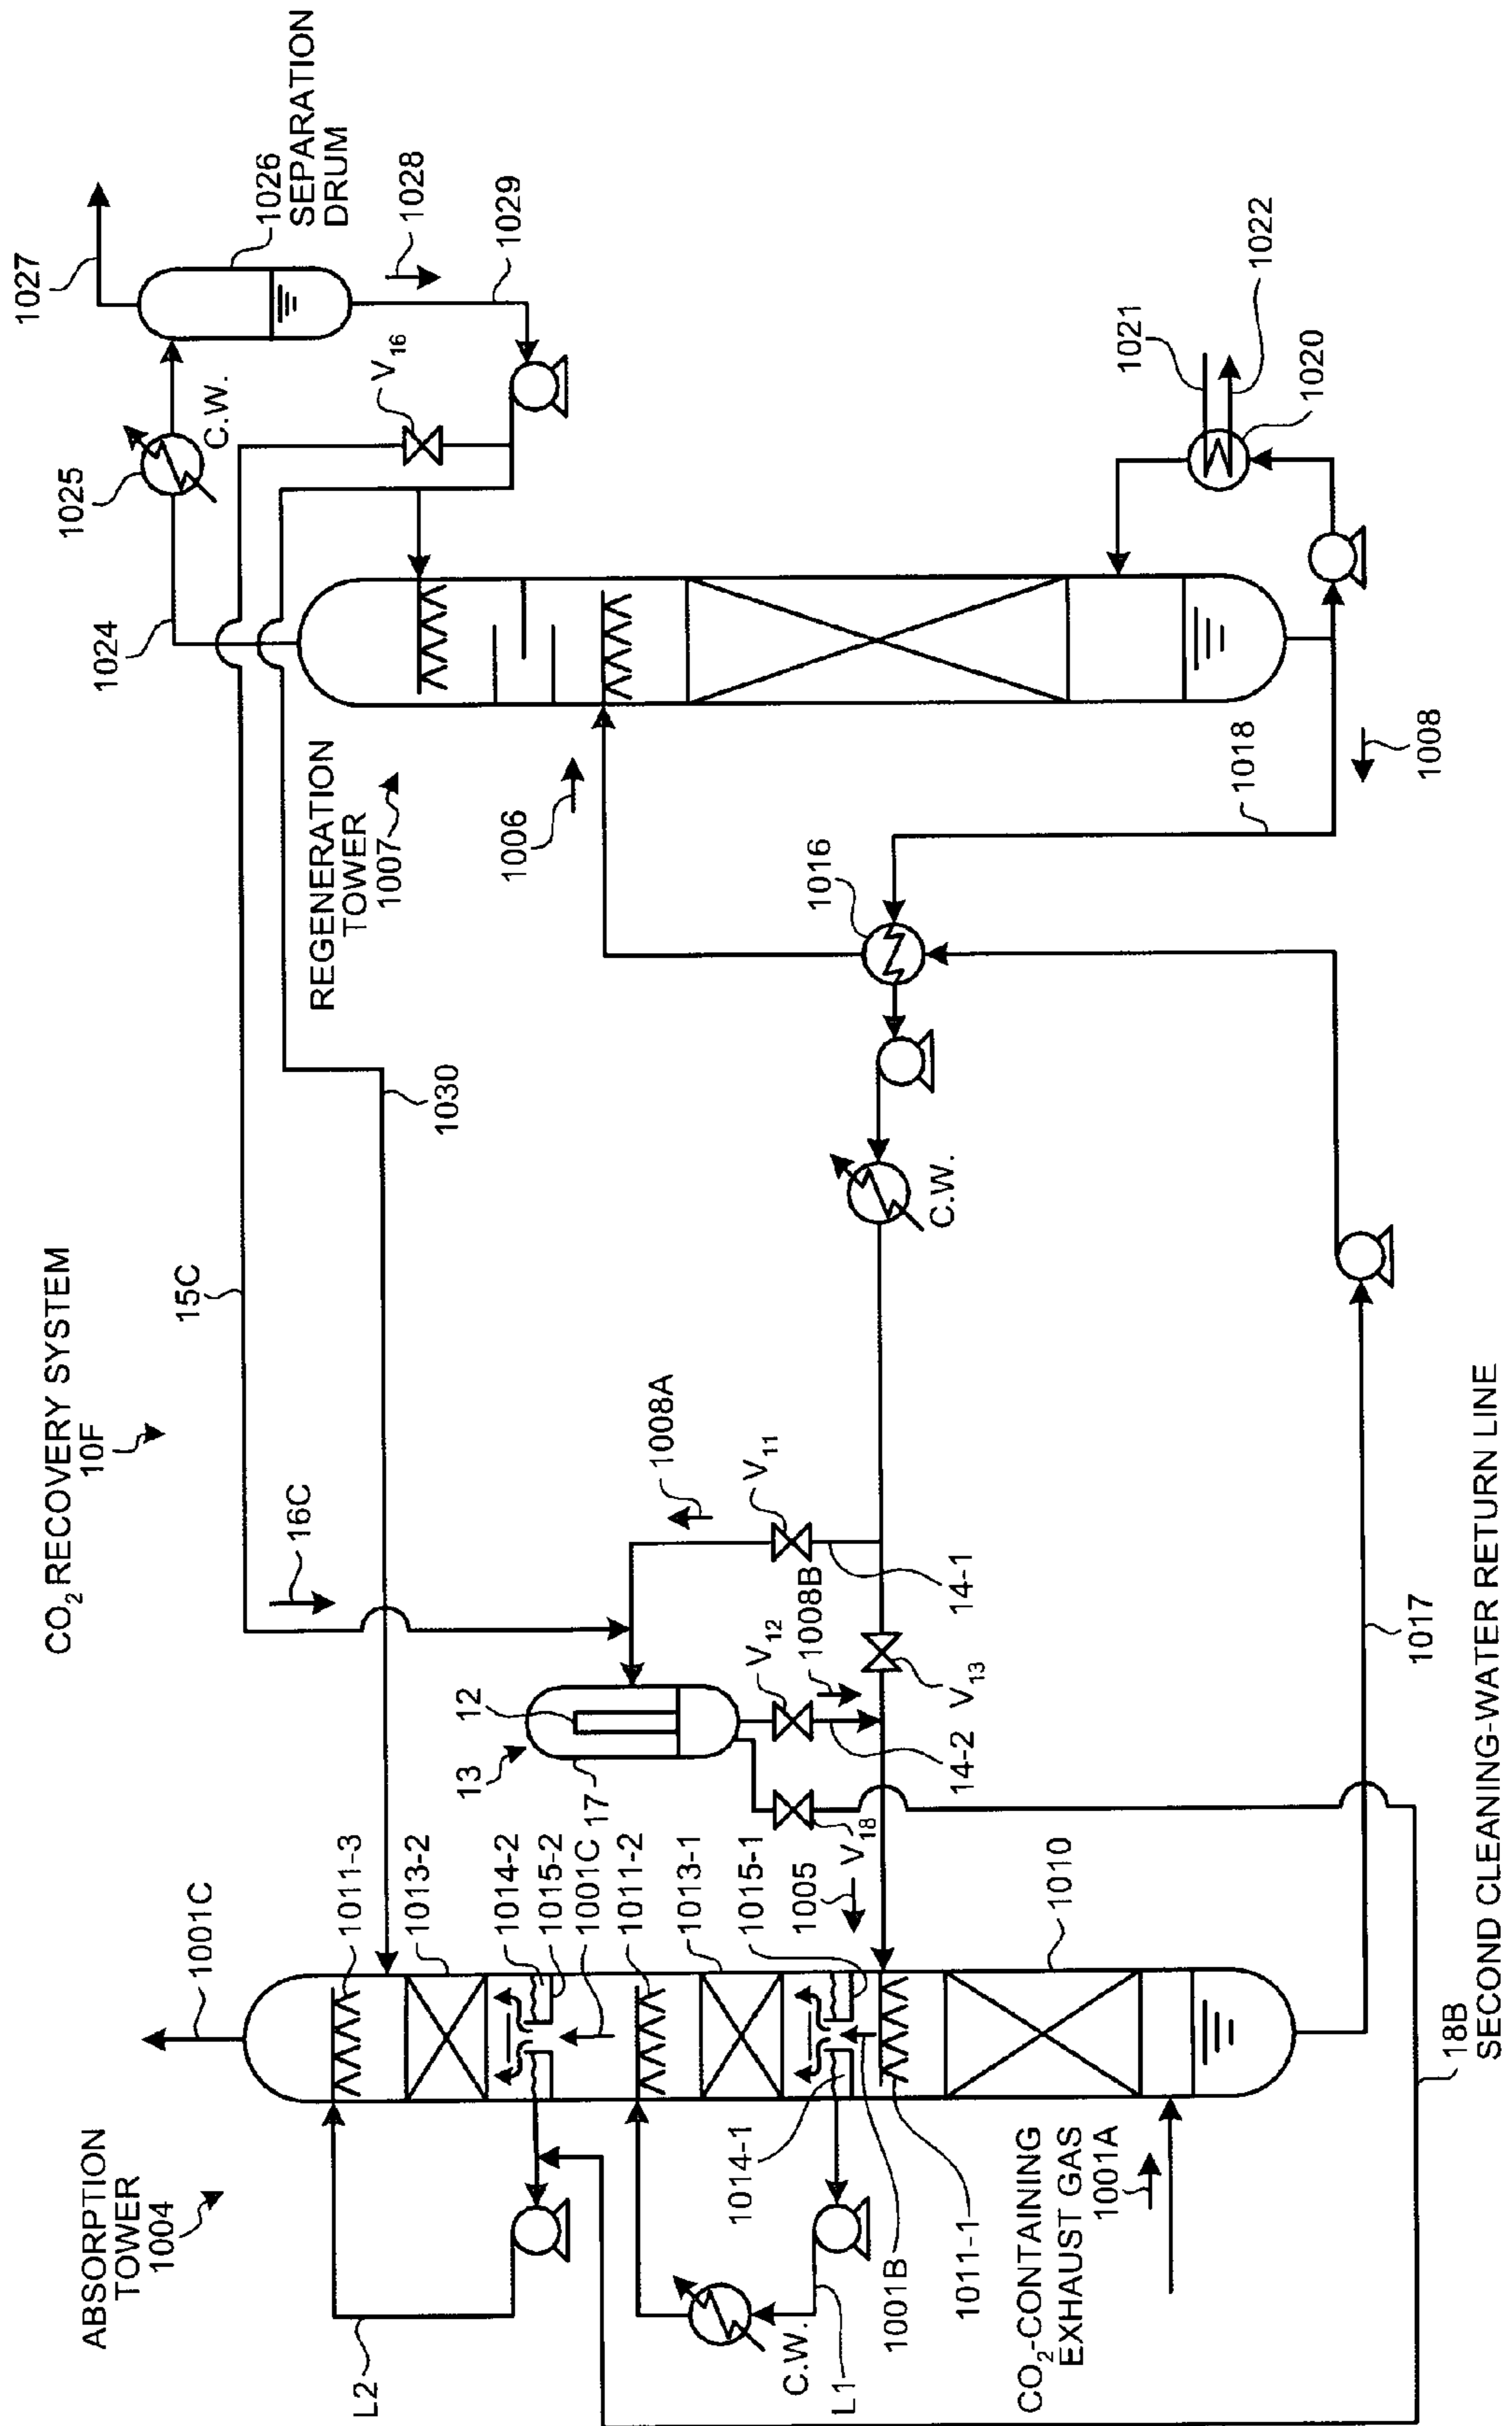 CO2 RECOVERY SYSTEM
10F
ABSORPTION
TOWER
1004
REGENERATION
TOWER
1007
1027
1026
SEPARATION
DRUM
1028
1029
V16
C.W.
1025
1024
15C
16C
1030
1001C
1011-3
1013-2
1014-2
1015-2
1001C
1011-2
1013-1
1015-1
1005
V18
1010
L2
C.W.
L1
1001B
1014-1
1011-1
CO2-CONTAINING
EXHAUST GAS
1001A
13
12
17
V12
1008B
14-2
V13
V11
1008A
14-1
C.W.
1016
1006
1018
1008
1021
1022
1020
1017
18B
SECOND CLEANING-WATER RETURN LINE